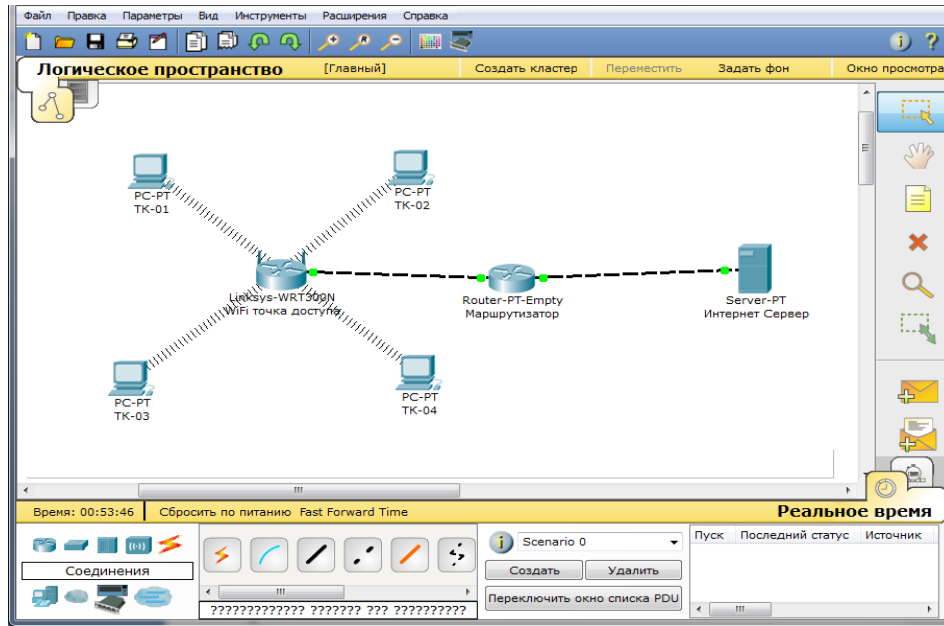 Файл Правка Параметры Вид Инструменты Расширения Справка
Логическое пространство [Главный] Создать кластер Переместить Задать фон Окно просмотра
PC-PT
TK-01
PC-PT
TK-02
Linksys-WRT300N
WiFi точка доступа
Router-PT-Empty
Маршрутизатор
Server-PT
Интернет Сервер
PC-PT
TK-03
PC-PT
TK-04
Время: 00:53:46 Сбросить по питанию Fast Forward Time Реальное время
Соединения
????????????? ??????? ??? ??????????
Scenario 0
Создать Удалить
Переключить окно списка PDU
Пуск Последний статус Источник